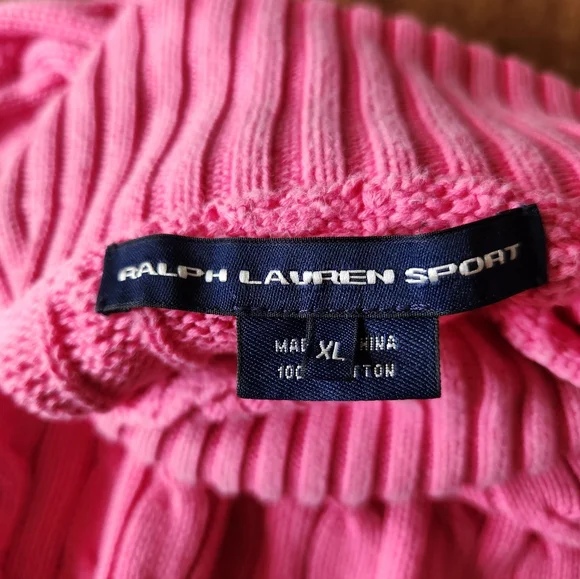 RALPH LAUREN SPORT
MAD HINA
XL
100 TTON